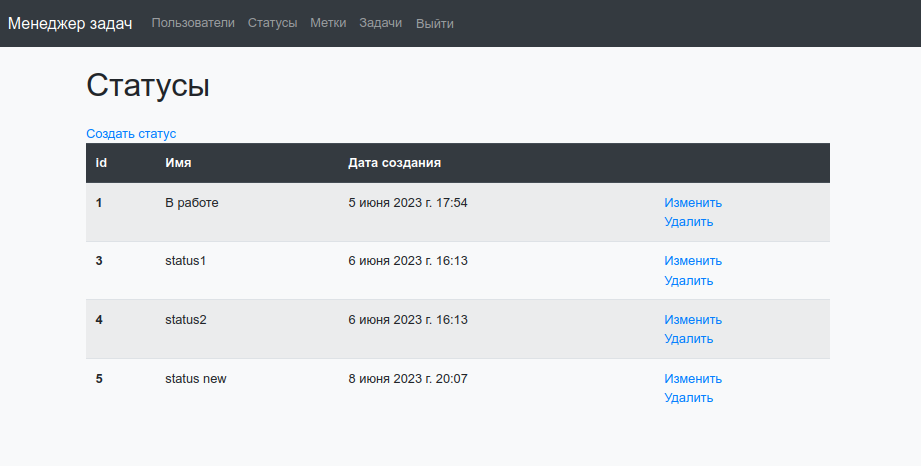 Менеджер задач Пользователи Статусы Метки Задачи Выйти
Статусы
Создать статус
id Имя Дата создания
1 В работе 5 июня 2023 г. 17:54 Изменить
Удалить
3 status1 6 июня 2023 г. 16:13 Изменить
Удалить
4 status2 6 июня 2023 г. 16:13 Изменить
Удалить
5 status new 8 июня 2023 г. 20:07 Изменить
Удалить